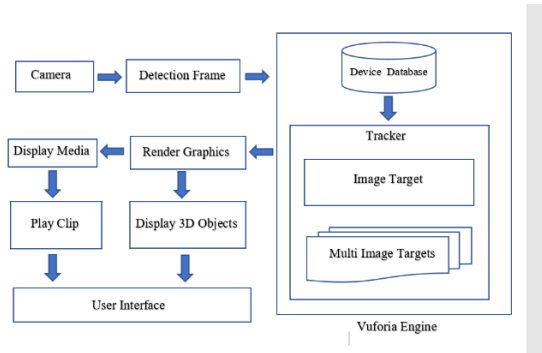 Camera
Detection Frame
Device Database
Tracker
Image Target
Multi Image Targets
Vuforia Engine
Render Graphics
Display Media
Play Clip
Display 3D Objects
User Interface